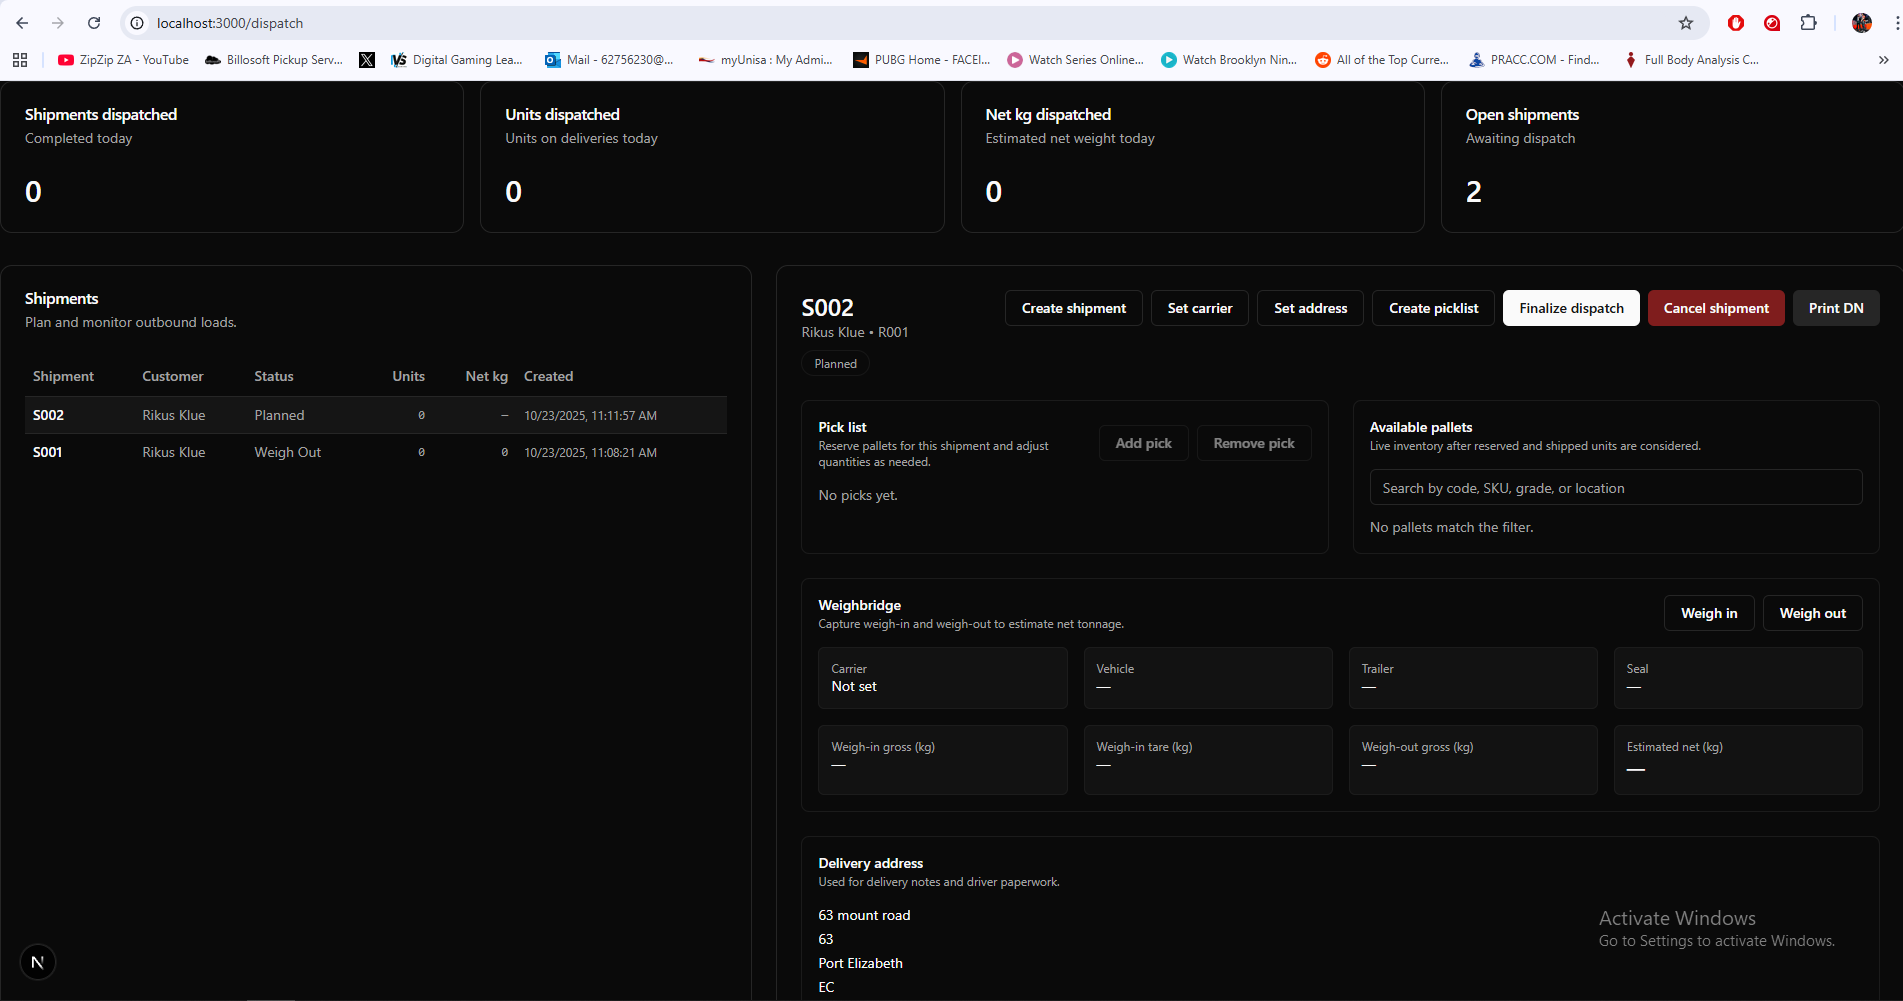 localhost:3000/dispatch
ZipZip ZA - YouTube
Billosoft Pickup Serv...
Digital Gaming Lea...
Mail - 62756230@...
myUnisa : My Admi...
PUBG Home - FACEI...
Watch Series Online...
Watch Brooklyn Nin...
All of the Top Curre...
PRACC.COM - Find...
Full Body Analysis C...
Shipments dispatched
Completed today
0
Units dispatched
Units on deliveries today
0
Net kg dispatched
Estimated net weight today
0
Open shipments
Awaiting dispatch
2
Shipments
Plan and monitor outbound loads.
Shipment Customer Status Units Net kg Created
S002 Rikus Klue Planned 0 — 10/23/2025, 11:11:57 AM
S001 Rikus Klue Weigh Out 0 0 10/23/2025, 11:08:21 AM
S002
Rikus Klue • R001
Planned
Create shipment
Set carrier
Set address
Create picklist
Finalize dispatch
Cancel shipment
Print DN
Pick list
Reserve pallets for this shipment and adjust
quantities as needed.
Add pick
Remove pick
No picks yet.
Available pallets
Live inventory after reserved and shipped units are considered.
Search by code, SKU, grade, or location
No pallets match the filter.
Weighbridge
Capture weigh-in and weigh-out to estimate net tonnage.
Weigh in
Weigh out
Carrier
Not set
Vehicle
—
Trailer
—
Seal
—
Weigh-in gross (kg)
—
Weigh-in tare (kg)
—
Weigh-out gross (kg)
—
Estimated net (kg)
—
Delivery address
Used for delivery notes and driver paperwork.
63 mount road
63
Port Elizabeth
EC
Activate Windows
Go to Settings to activate Windows.
N